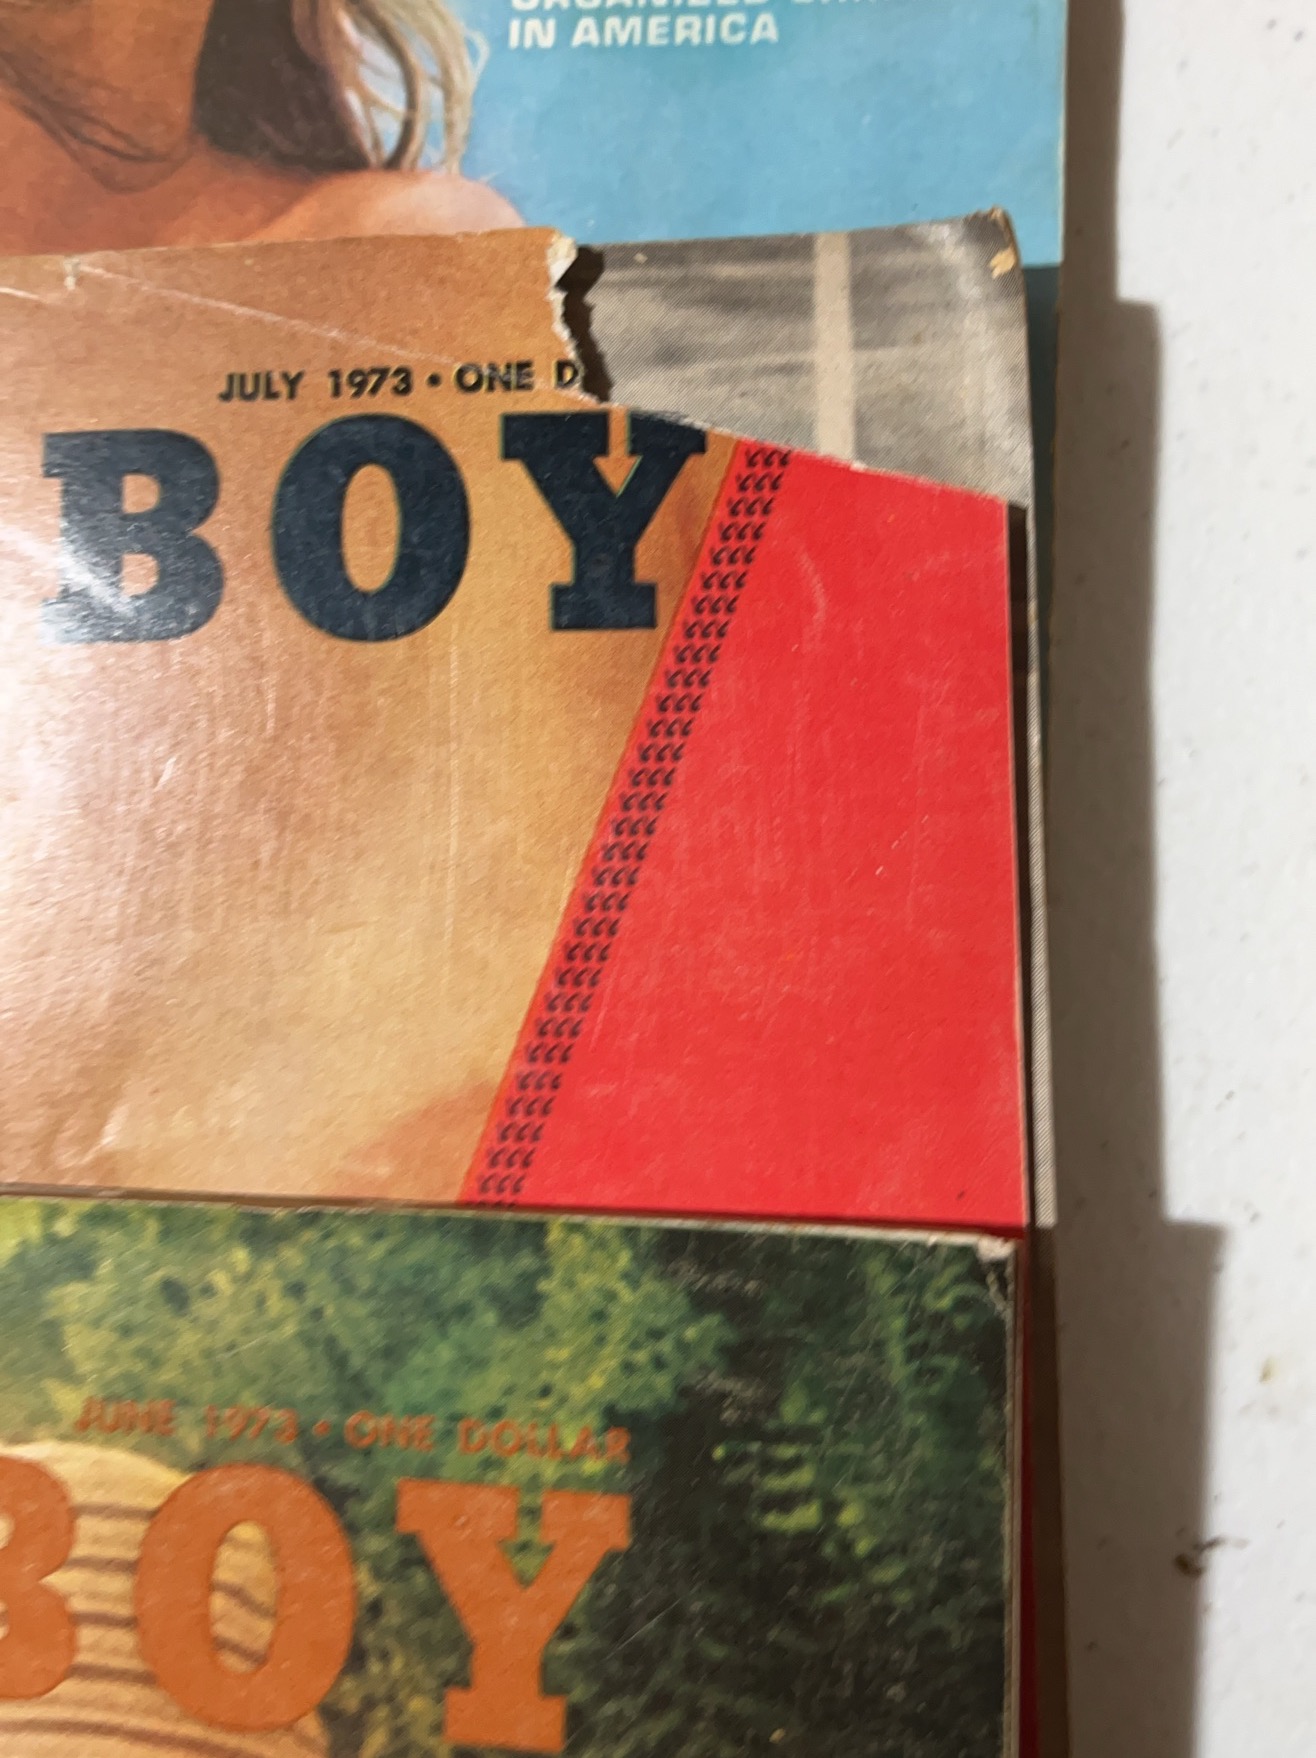 IN AMERICA
JULY 1973 • ONE D
BOY
JUNE 1973 • ONE DOLLAR
BOY